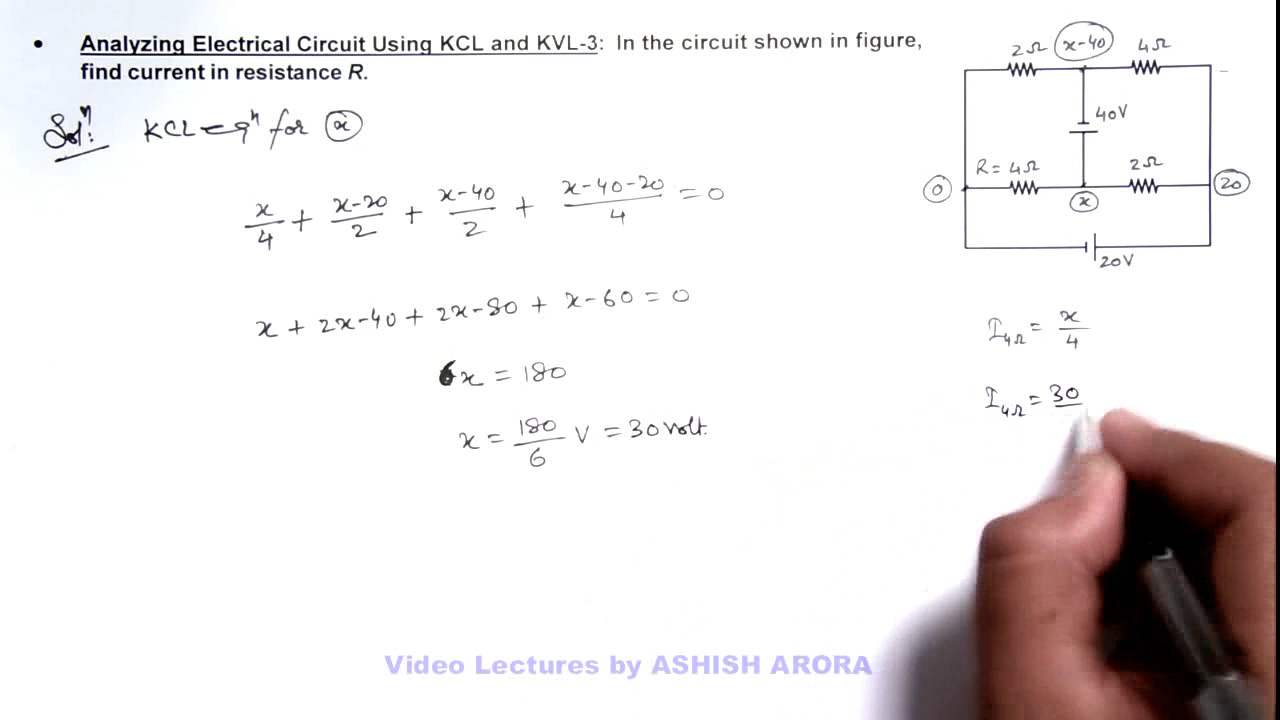 • Analyzing Electrical Circuit Using KCL and KVL-3: In the circuit shown in figure,
find current in resistance R.
Solⁿ: KCL eqⁿ for (x)
x/4 + (x-20)/2 + (x-40)/2 + (x-40-20)/4 = 0
x + 2x-40 + 2x-80 + x-60 = 0
6x = 180
x = 180/6 V = 30 volt.
2Ω (x-40) 4Ω
40V
R = 4Ω 2Ω
0 x 20
20V
I4Ω = x/4
I4Ω = 30
Video Lectures by ASHISH ARORA